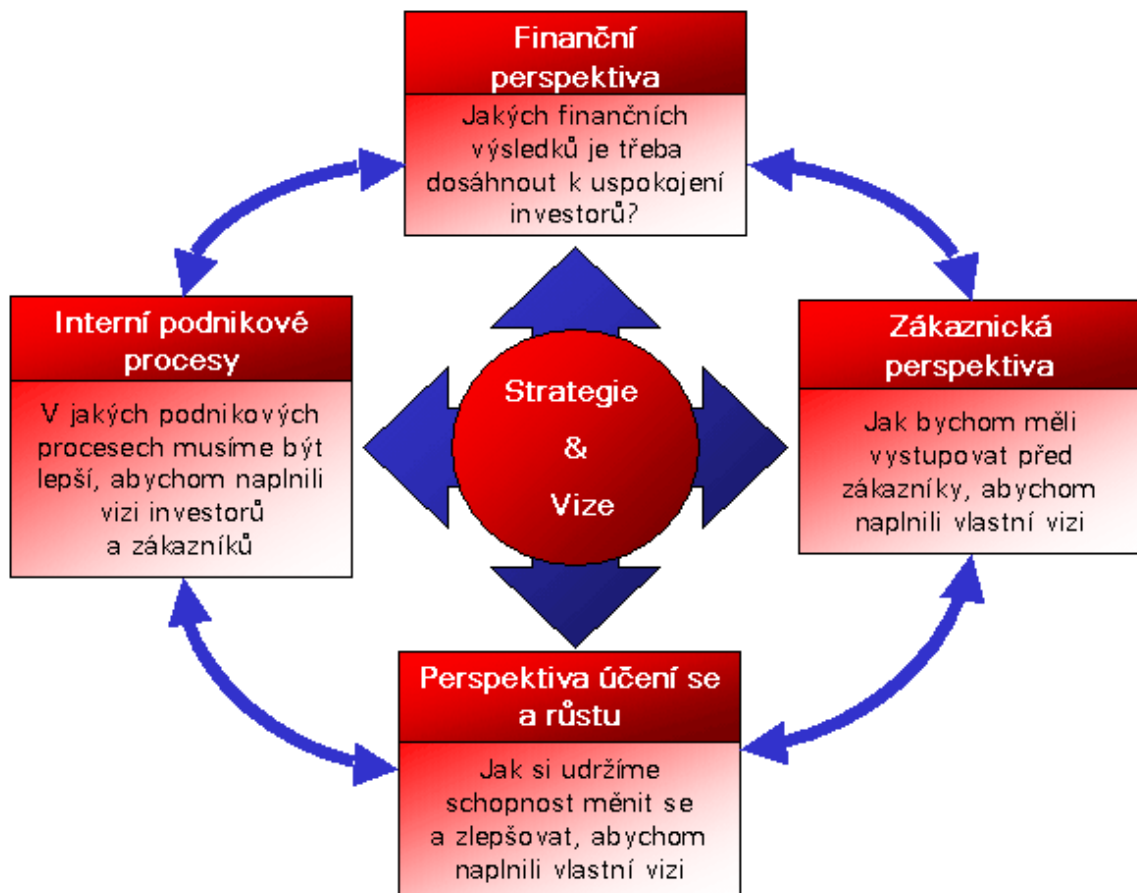 Finanční
perspektiva
Jakých finančních
výsledků je třeba
dosáhnout k uspokojení
investorů?
Interní podnikové
procesy
V jakých podnikových
procesech musíme být
lepší, abychom naplnili
vizi investorů
a zákazníků
Strategie
&
Vize
Zákaznická
perspektiva
Jak bychom měli
vystupovat před
zákazníky, abychom
naplnili vlastní vizi
Perspektiva účení se
a růstu
Jak si udržíme
schopnost měnit se
a zlepšovat, abychom
naplnili vlastní vizi